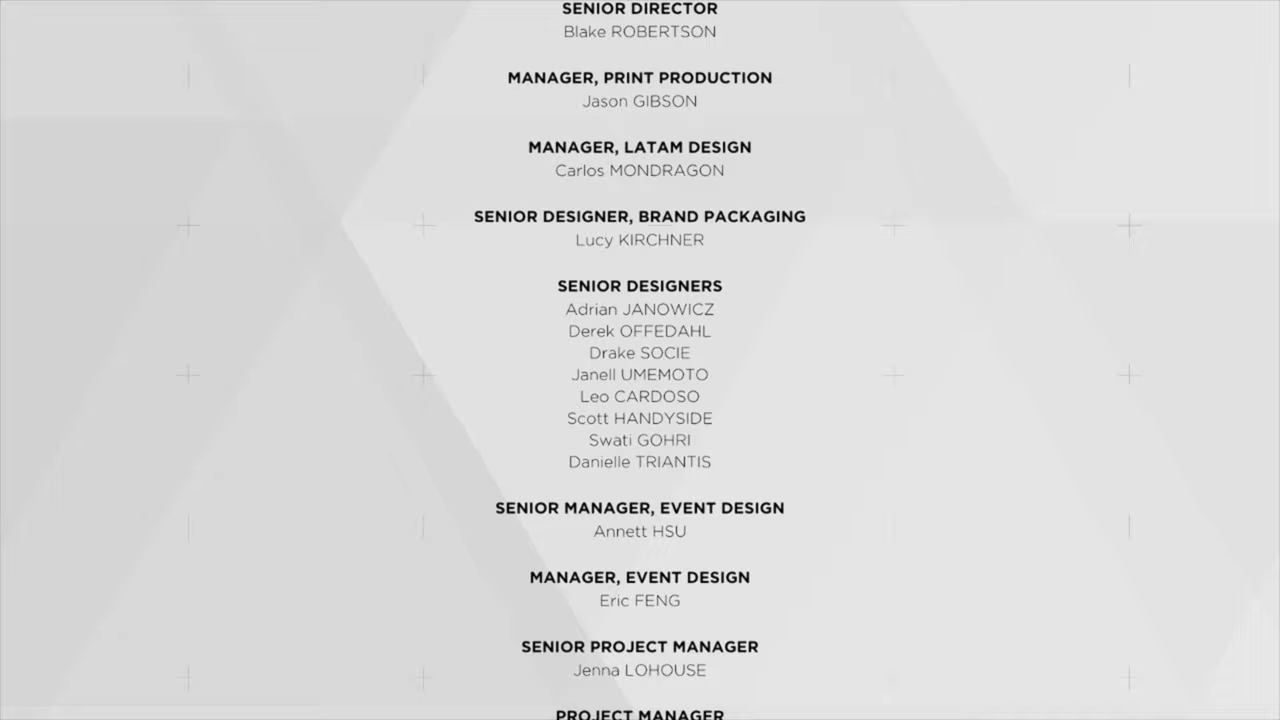 SENIOR DIRECTOR
Blake ROBERTSON
MANAGER, PRINT PRODUCTION
Jason GIBSON
MANAGER, LATAM DESIGN
Carlos MONDRAGON
SENIOR DESIGNER, BRAND PACKAGING
Lucy KIRCHNER
SENIOR DESIGNERS
Adrian JANOWICZ
Derek OFFEDAHL
Drake SOCIE
Janell UMEMOTO
Leo CARDOSO
Scott HANDYSIDE
Swati GOHRI
Danielle TRIANTIS
SENIOR MANAGER, EVENT DESIGN
Annett HSU
MANAGER, EVENT DESIGN
Eric FENG
SENIOR PROJECT MANAGER
Jenna LOHOUSE
PROJECT MANAGER